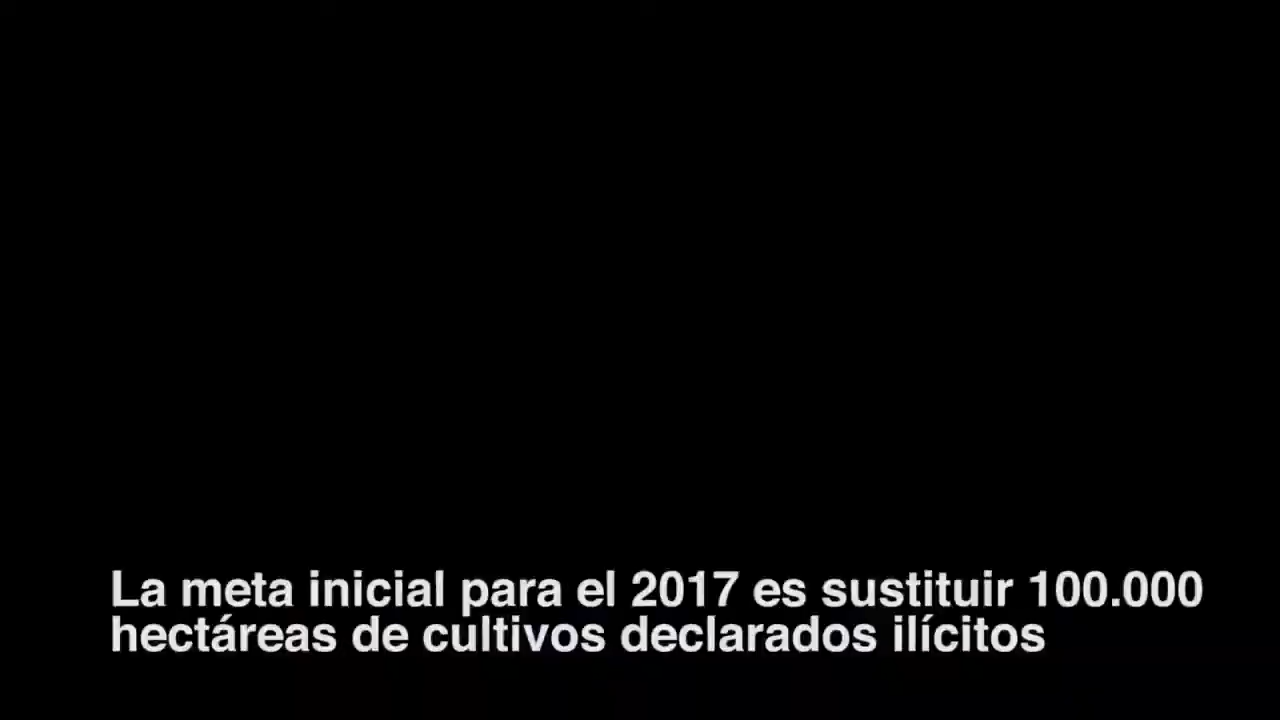 La meta inicial para el 2017 es sustituir 100.000
hectáreas de cultivos declarados ilícitos